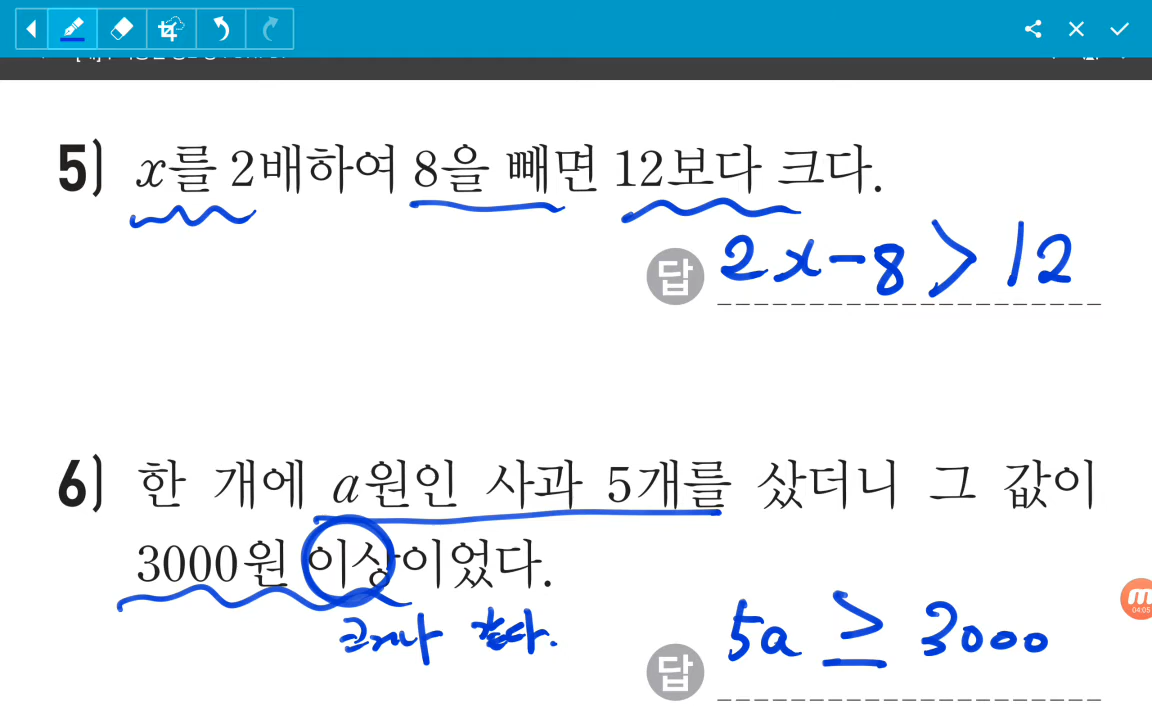 5) x를 2배하여 8을 빼면 12보다 크다.
답 2x-8 > 12
6) 한 개에 a원인 사과 5개를 샀더니 그 값이
3000원 이상이었다.
크거나 같다.
답 5a ≥ 3000
04:05